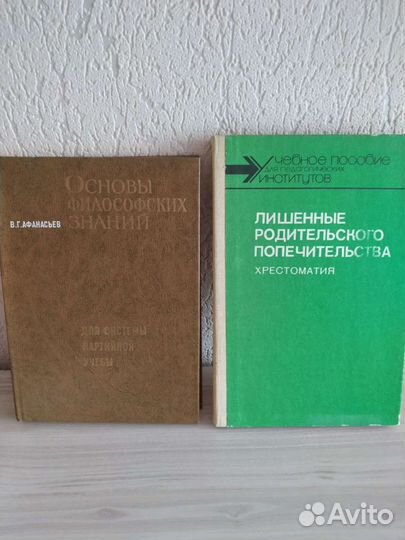 ОСНОВЫ
ФИЛОСОФСКИХ
ЗНАНИЙ
В.Г.АФАНАСЬЕВ
ДЛЯ СИСТЕМЫ
ПАРТИЙНОЙ
УЧЕБЫ
Учебное пособие
для педагогических
институтов
ЛИШЕННЫЕ
РОДИТЕЛЬСКОГО
ПОПЕЧИТЕЛЬСТВА
ХРЕСТОМАТИЯ
Avito